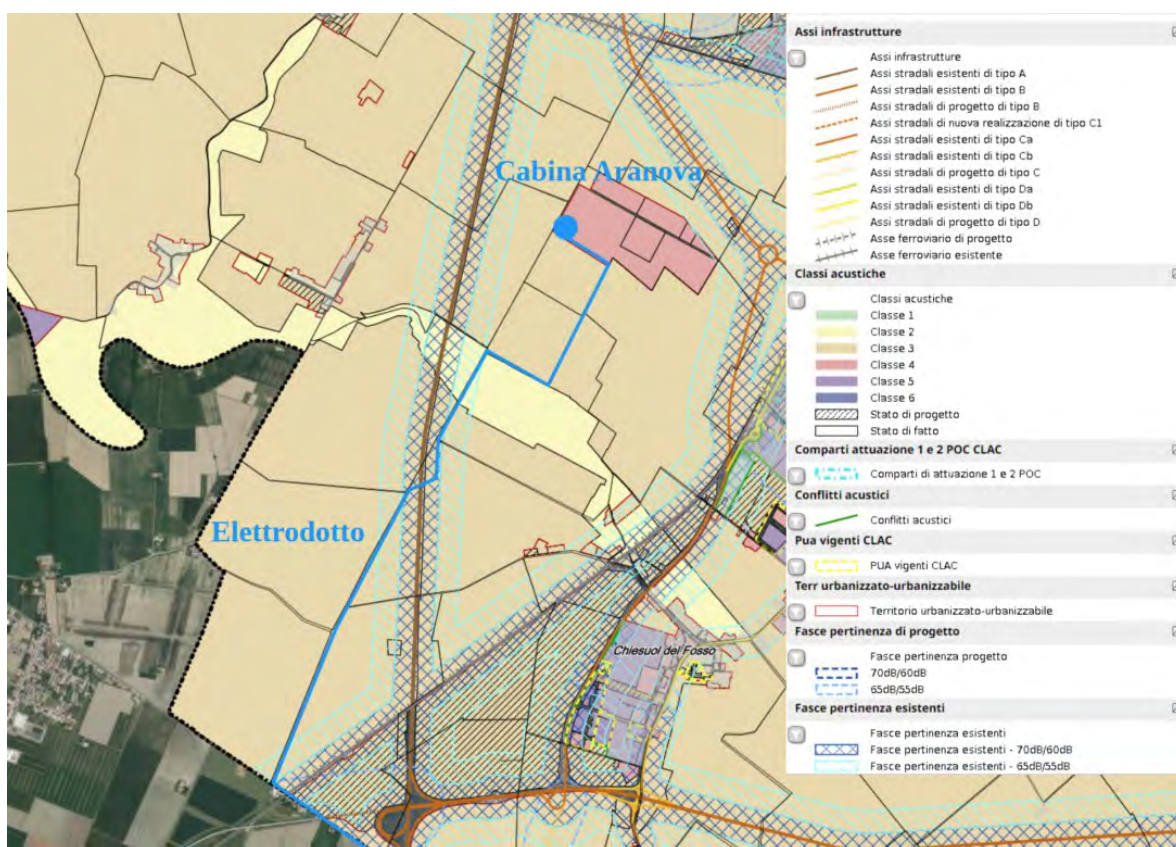 Cabina Aranova
Elettrodotto
Chiesuol del Fosso
Assi infrastrutture
Assi infrastrutture
Assi stradali esistenti di tipo A
Assi stradali esistenti di tipo B
Assi stradali di progetto di tipo B
Assi stradali di nuova realizzazione di tipo C1
Assi stradali esistenti di tipo Ca
Assi stradali esistenti di tipo Cb
Assi stradali di progetto di tipo C
Assi stradali esistenti di tipo Da
Assi stradali esistenti di tipo Db
Assi stradali di progetto di tipo D
Asse ferroviario di progetto
Asse ferroviario esistente
Classi acustiche
Classi acustiche
Classe 1
Classe 2
Classe 3
Classe 4
Classe 5
Classe 6
Stato di progetto
Stato di fatto
Comparti attuazione 1 e 2 POC CLAC
Comparti di attuazione 1 e 2 POC
Conflitti acustici
Conflitti acustici
Pua vigenti CLAC
PUA vigenti CLAC
Terr urbanizzato-urbanizzabile
Territorio urbanizzato-urbanizzabile
Fasce pertinenza di progetto
Fasce pertinenza progetto
70dB/60dB
65dB/55dB
Fasce pertinenza esistenti
Fasce pertinenza esistenti
Fasce pertinenza esistenti - 70dB/60dB
Fasce pertinenza esistenti - 65dB/55dB